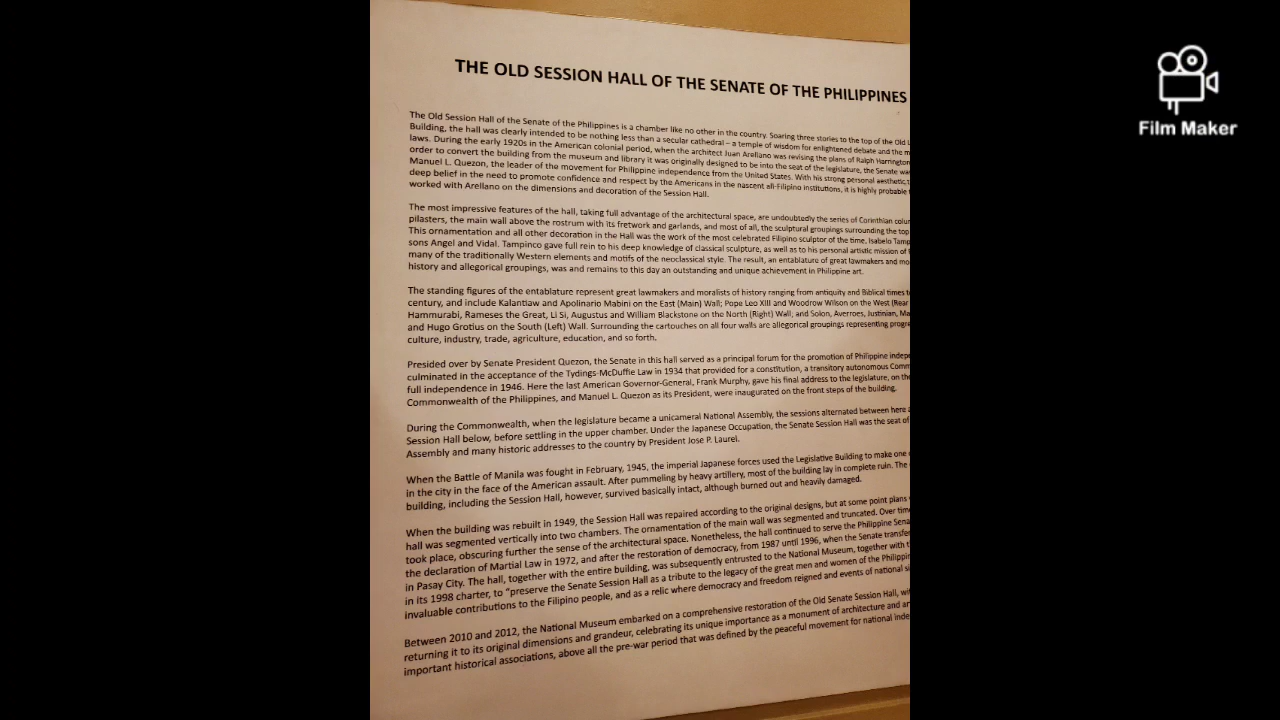 THE OLD SESSION HALL OF THE SENATE OF THE PHILIPPINES
The Old Session Hall of the Senate of the Philippines is a chamber like no other in the country. Soaring three stories to the top of the Old
Building, the hall was clearly intended to be nothing less than a secular cathedral – a temple of wisdom for enlightened debate and the
laws. During the early 1920s in the American colonial period, when the architect Juan Arellano was revising the plans of Ralph Harrington
order to convert the building from the museum and library it was originally designed to be into the seat of the legislature, the Senate
Manuel L. Quezon, the leader of the movement for Philippine independence from the United States. With his strong personal aesthetic
deep belief in the need to promote confidence and respect by the Americans in the nascent all-Filipino institutions, it is highly probable
worked with Arellano on the dimensions and decoration of the Session Hall.
The most impressive features of the hall, taking full advantage of the architectural space, are undoubtedly the series of Corinthian
pilasters, the main wall above the rostrum with its fretwork and garlands, and most of all, the sculptural groupings surrounding the top
This ornamentation and all other decoration in the Hall was the work of the most celebrated Filipino sculptor of the time, Isabelo
sons Angel and Vidal. Tampinco gave full rein to his deep knowledge of classical sculpture, as well as to his personal artistic mission of
many of the traditionally Western elements and motifs of the neoclassical style. The result, an entablature of great lawmakers and
history and allegorical groupings, was and remains to this day an outstanding and unique achievement in Philippine art.
The standing figures of the entablature represent great lawmakers and moralists of history ranging from antiquity and Biblical times
century, and include Kalantiaw and Apolinario Mabini on the East (Main) Wall; Pope Leo XIII and Woodrow Wilson on the West (Rear
Hammurabi, Rameses the Great, Li Si, Augustus and William Blackstone on the North (Right) Wall; and Solon, Averroes, Justinian,
and Hugo Grotius on the South (Left) Wall. Surrounding the cartouches on all four walls are allegorical groupings representing
culture, industry, trade, agriculture, education, and so forth.
Presided over by Senate President Quezon, the Senate in this hall served as a principal forum for the promotion of Philippine
culminated in the acceptance of the Tydings-McDuffie Law in 1934 that provided for a constitution, a transitory autonomous
full independence in 1946. Here the last American Governor-General, Frank Murphy, gave his final address to the legislature, on
Commonwealth of the Philippines, and Manuel L. Quezon as its President, were inaugurated on the front steps of the building.
During the Commonwealth, when the legislature became a unicameral National Assembly, the sessions alternated between here
Session Hall below, before settling in the upper chamber. Under the Japanese Occupation, the Senate Session Hall was the seat of
Assembly and many historic addresses to the country by President Jose P. Laurel.
When the Battle of Manila was fought in February, 1945, the imperial Japanese forces used the Legislative Building to make one
in the city in the face of the American assault. After pummeling by heavy artillery, most of the building lay in complete ruin. The
building, including the Session Hall, however, survived basically intact, although burned out and heavily damaged.
When the building was rebuilt in 1949, the Session Hall was repaired according to the original designs, but at some point plans
hall was segmented vertically into two chambers. The ornamentation of the main wall was segmented and truncated. Over
took place, obscuring further the sense of the architectural space. Nonetheless, the hall continued to serve the Philippine
the declaration of Martial Law in 1972, and after the restoration of democracy, from 1987 until 1996, when the Senate
in Pasay City. The hall, together with the entire building, was subsequently entrusted to the National Museum, together with
in its 1998 charter, to “preserve the Senate Session Hall as a tribute to the legacy of the great men and women of the
invaluable contributions to the Filipino people, and as a relic where democracy and freedom reigned and events of national
Between 2010 and 2012, the National Museum embarked on a comprehensive restoration of the Old Senate Session Hall,
returning it to its original dimensions and grandeur, celebrating its unique importance as a monument of architecture and
important historical associations, above all the pre-war period that was defined by the peaceful movement for national
Film Maker